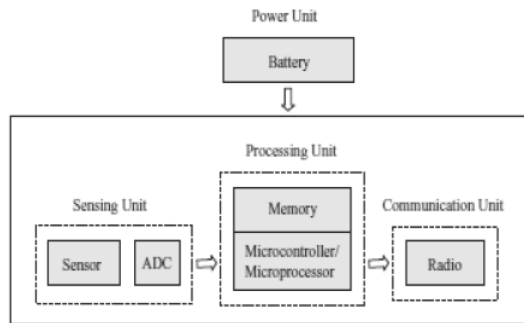 Power Unit
Battery
Processing Unit
Sensing Unit
Memory
Communication Unit
Sensor
ADC
Microcontroller/
Microprocessor
Radio